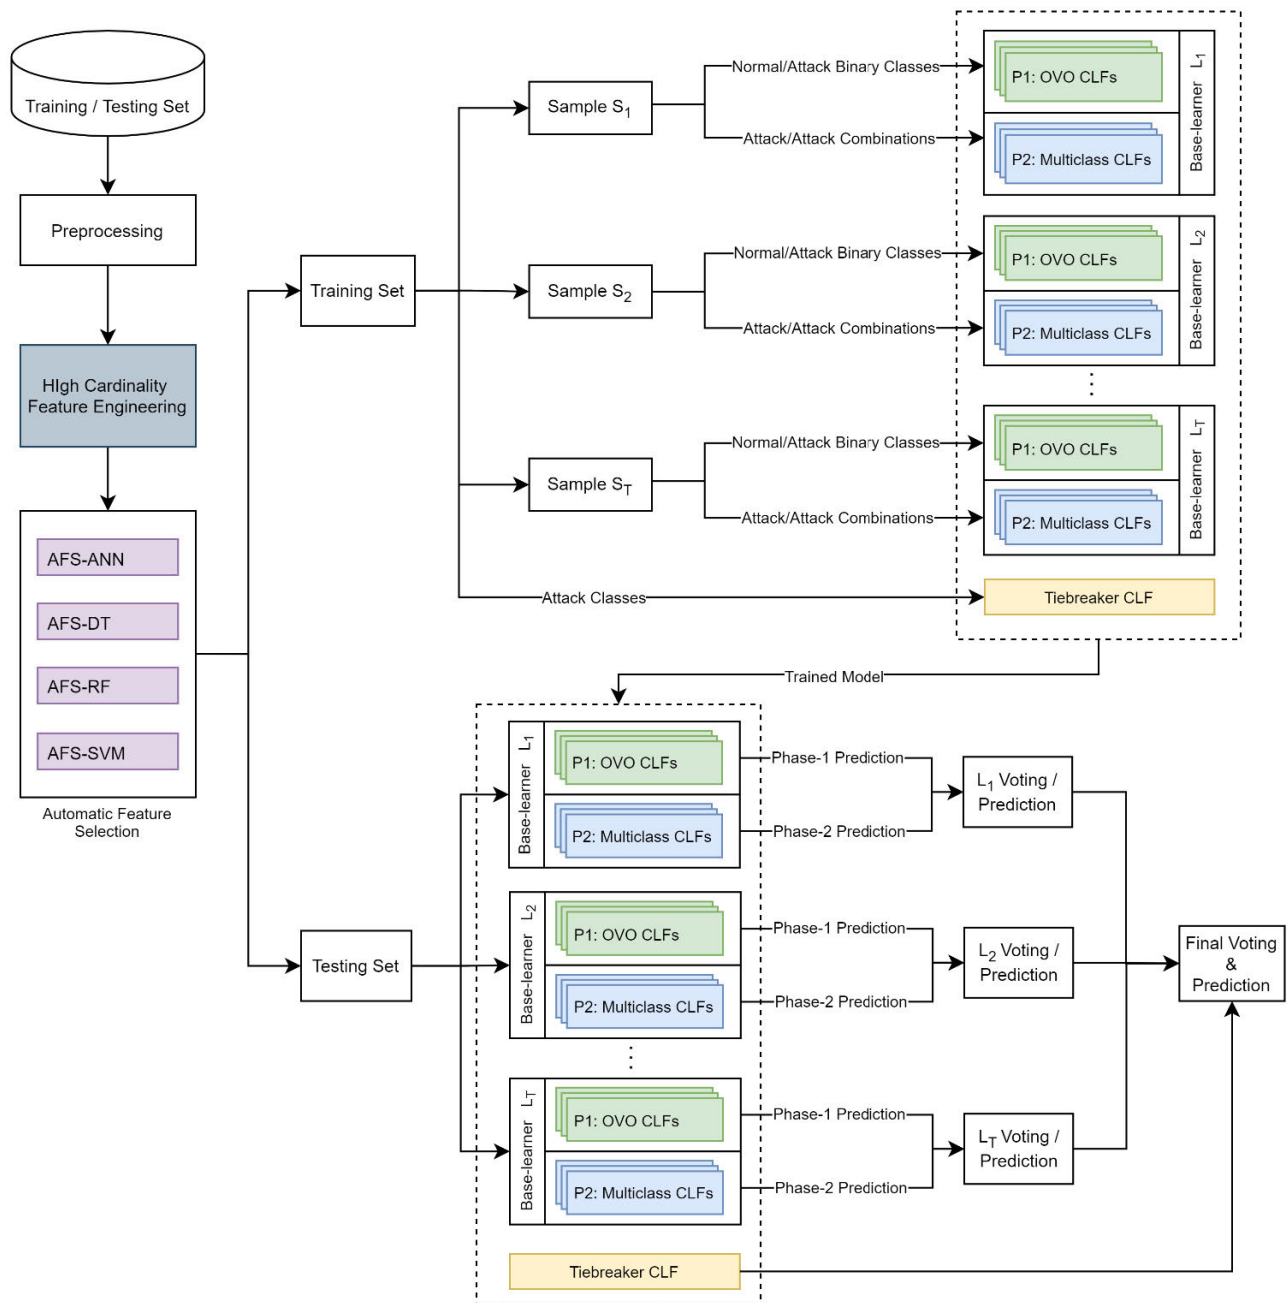 Training / Testing Set
Preprocessing
HIgh Cardinality
Feature Engineering
AFS-ANN
AFS-DT
AFS-RF
AFS-SVM
Automatic Feature
Selection
Training Set
Sample S1
Normal/Attack Binary Classes
Attack/Attack Combinations
P1: OVO CLFs
P2: Multiclass CLFs
Base-learner L1
Sample S2
Normal/Attack Binary Classes
Attack/Attack Combinations
P1: OVO CLFs
P2: Multiclass CLFs
Base-learner L2
Sample ST
Normal/Attack Binary Classes
Attack/Attack Combinations
P1: OVO CLFs
P2: Multiclass CLFs
Base-learner LT
Attack Classes
Tiebreaker CLF
Trained Model
Testing Set
Base-learner L1
P1: OVO CLFs
P2: Multiclass CLFs
Phase-1 Prediction
Phase-2 Prediction
L1 Voting /
Prediction
Base-learner L2
P1: OVO CLFs
P2: Multiclass CLFs
Phase-1 Prediction
Phase-2 Prediction
L2 Voting /
Prediction
Base-learner LT
P1: OVO CLFs
P2: Multiclass CLFs
Phase-1 Prediction
Phase-2 Prediction
LT Voting /
Prediction
Final Voting
&
Prediction
Tiebreaker CLF